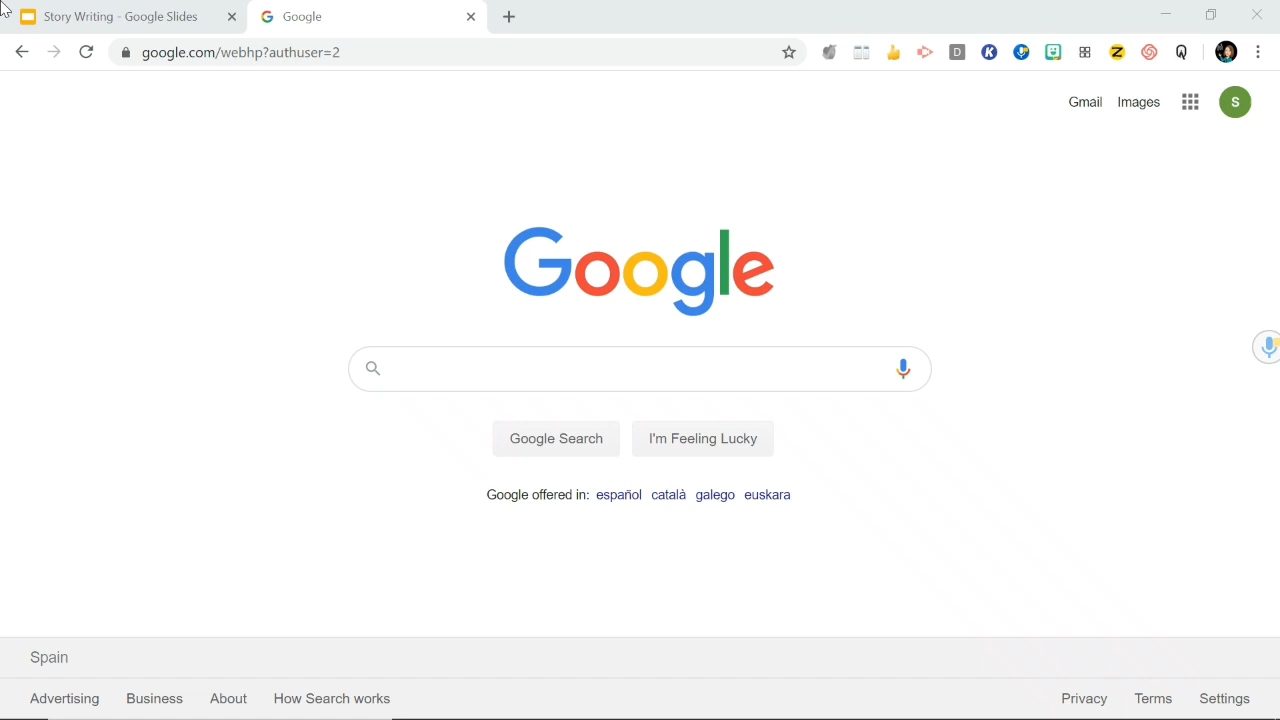 Story Writing - Google Slides
Google
google.com/webhp?authuser=2
D
K
Z
Gmail Images
S
Google
Google Search I'm Feeling Lucky
Google offered in: español català galego euskara
Spain
Advertising Business About How Search works Privacy Terms Settings